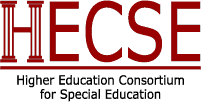 HECSE
Higher Education Consortium
for Special Education